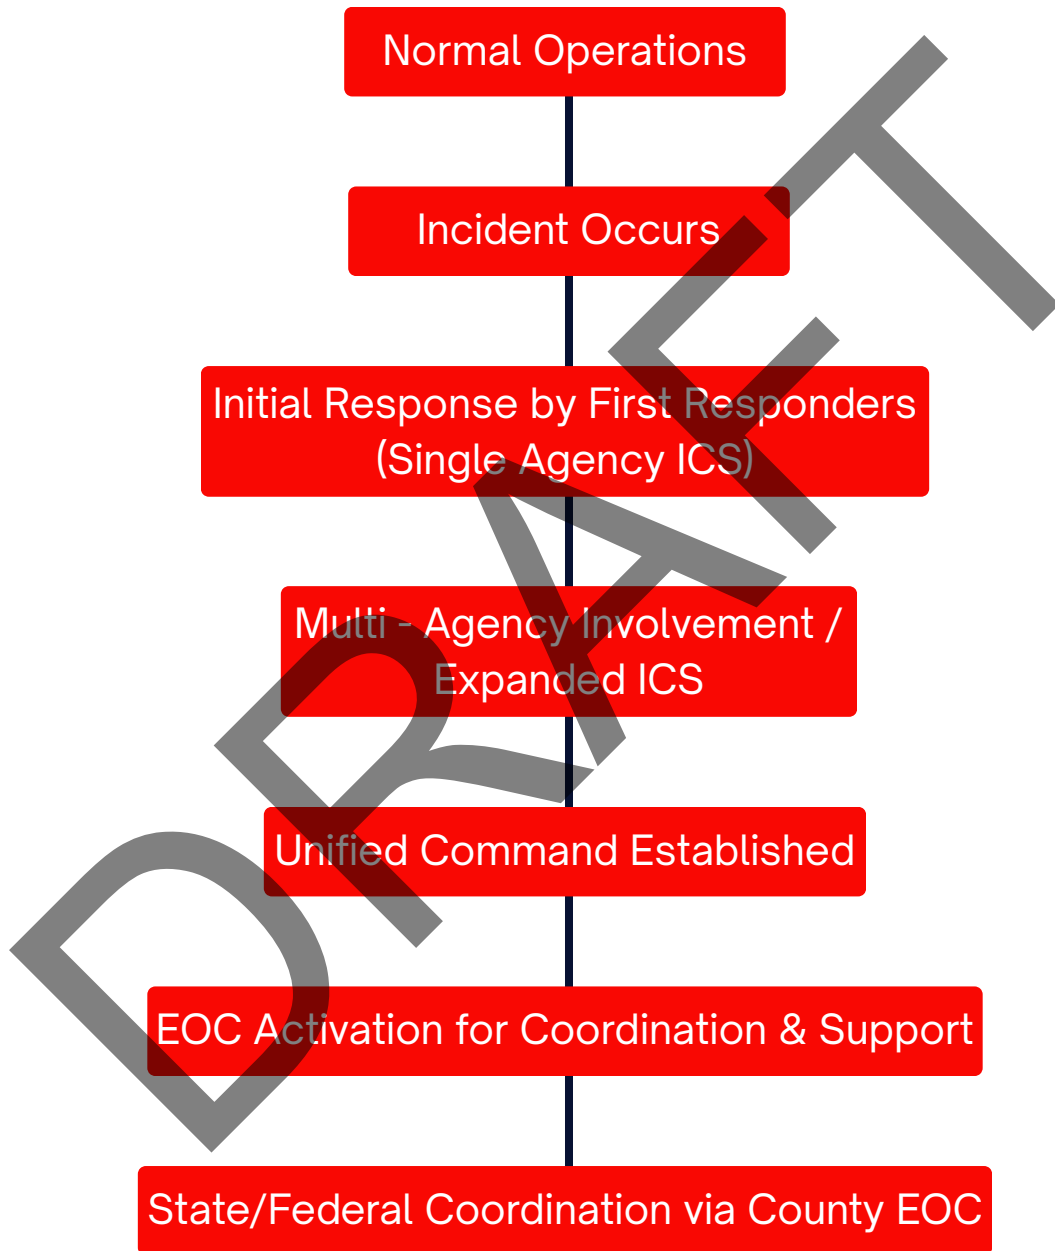 Normal Operations
Incident Occurs
Initial Response by First Responders
(Single Agency ICS)
Multi - Agency Involvement /
Expanded ICS
Unified Command Established
EOC Activation for Coordination & Support
State/Federal Coordination via County EOC
DRAFT